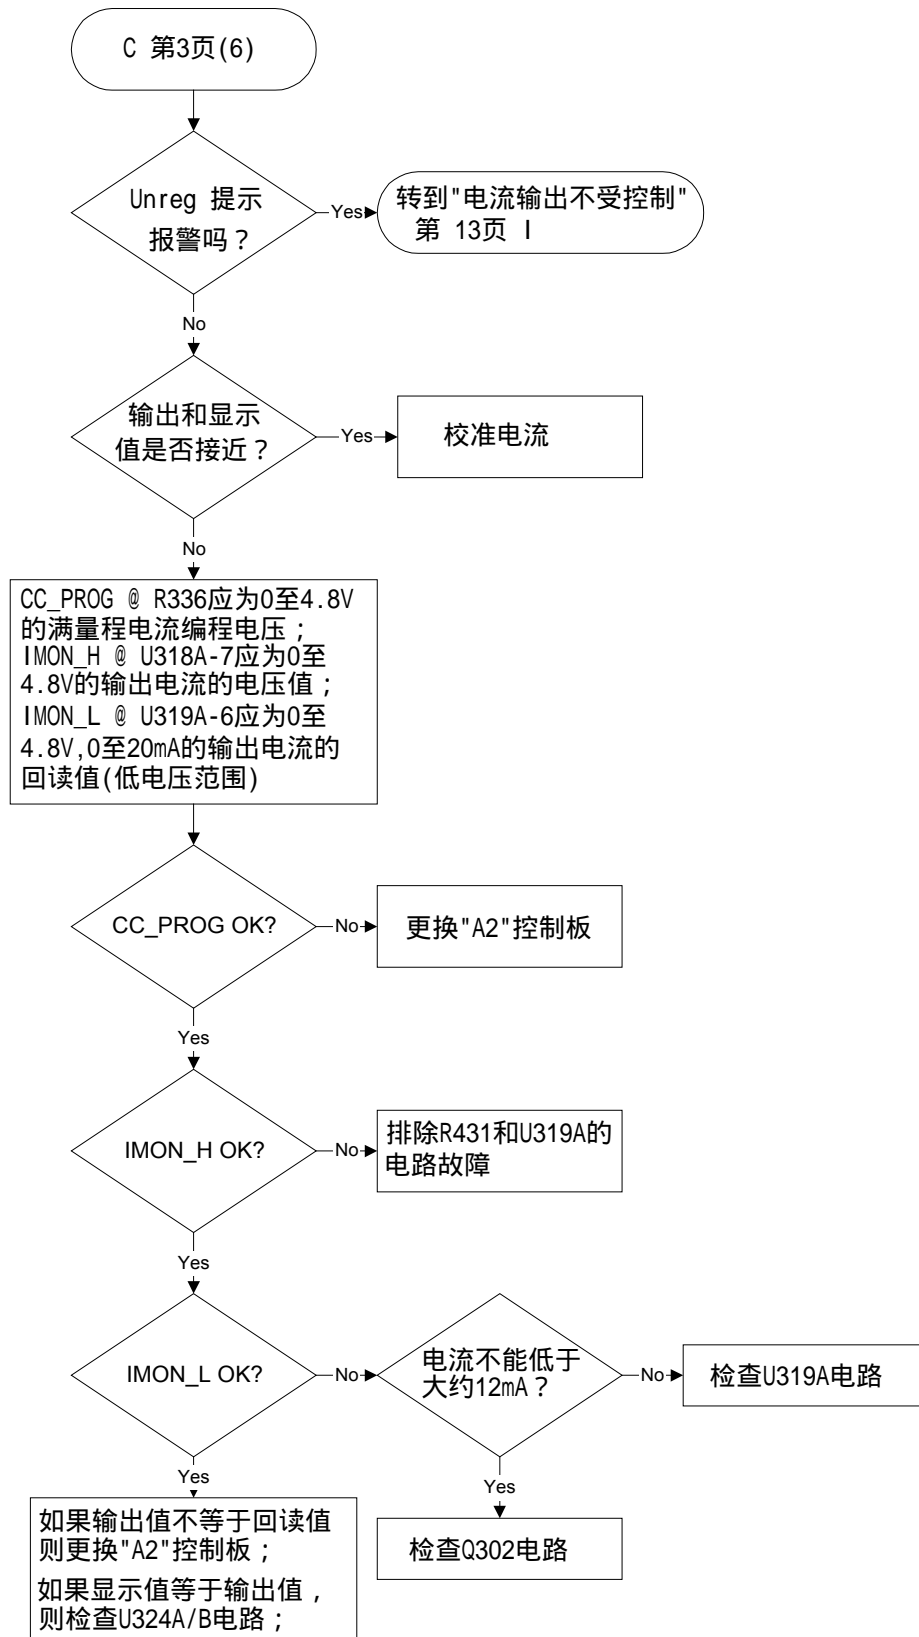 C 第3页(6)
Unreg 提示
报警吗？
Yes
转到"电流输出不受控制"
第 13页 I
No
输出和显示
值是否接近？
Yes
校准电流
No
CC_PROG @ R336应为0至4.8V
的满量程电流编程电压；
IMON_H @ U318A-7应为0至
4.8V的输出电流的电压值；
IMON_L @ U319A-6应为0至
4.8V,0至20mA的输出电流的
回读值(低电压范围)
CC_PROG OK?
No
更换"A2"控制板
Yes
IMON_H OK?
No
排除R431和U319A的
电路故障
Yes
IMON_L OK?
No
电流不能低于
大约12mA？
No
检查U319A电路
Yes
Yes
如果输出值不等于回读值
则更换"A2"控制板；
如果显示值等于输出值，
则检查U324A/B电路；
检查Q302电路